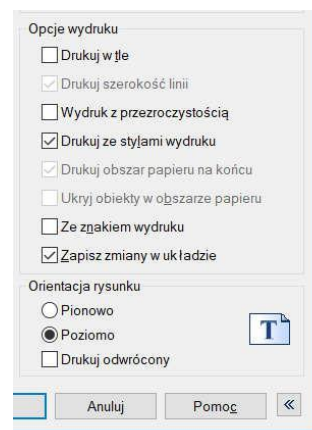 Opcje wydruku
Drukuj w tle
Drukuj szerokość linii
Wydruk z przezroczystością
Drukuj ze stylami wydruku
Drukuj obszar papieru na końcu
Ukryj obiekty w obszarze papieru
Ze znakiem wydruku
Zapisz zmiany w układzie
Orientacja rysunku
Pionowo
Poziomo
T
Drukuj odwrócony
Anuluj Pomoc «